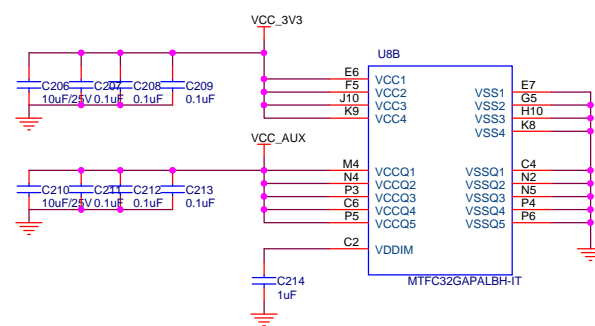 VCC_3V3
U8B
C206
10uF/25V
C207
0.1uF
C208
0.1uF
C209
0.1uF
E6
VCC1
F5
VCC2
J10
VCC3
K9
VCC4
VSS1
E7
VSS2
G5
VSS3
H10
VSS4
K8
VCC_AUX
C210
10uF/25V
C211
0.1uF
C212
0.1uF
C213
0.1uF
M4
VCCQ1
N4
VCCQ2
P3
VCCQ3
C6
VCCQ4
P5
VCCQ5
VSSQ1
C4
VSSQ2
N2
VSSQ3
N5
VSSQ4
P4
VSSQ5
P6
C2
VDDIM
C214
1uF
MTFC32GAPALBH-IT